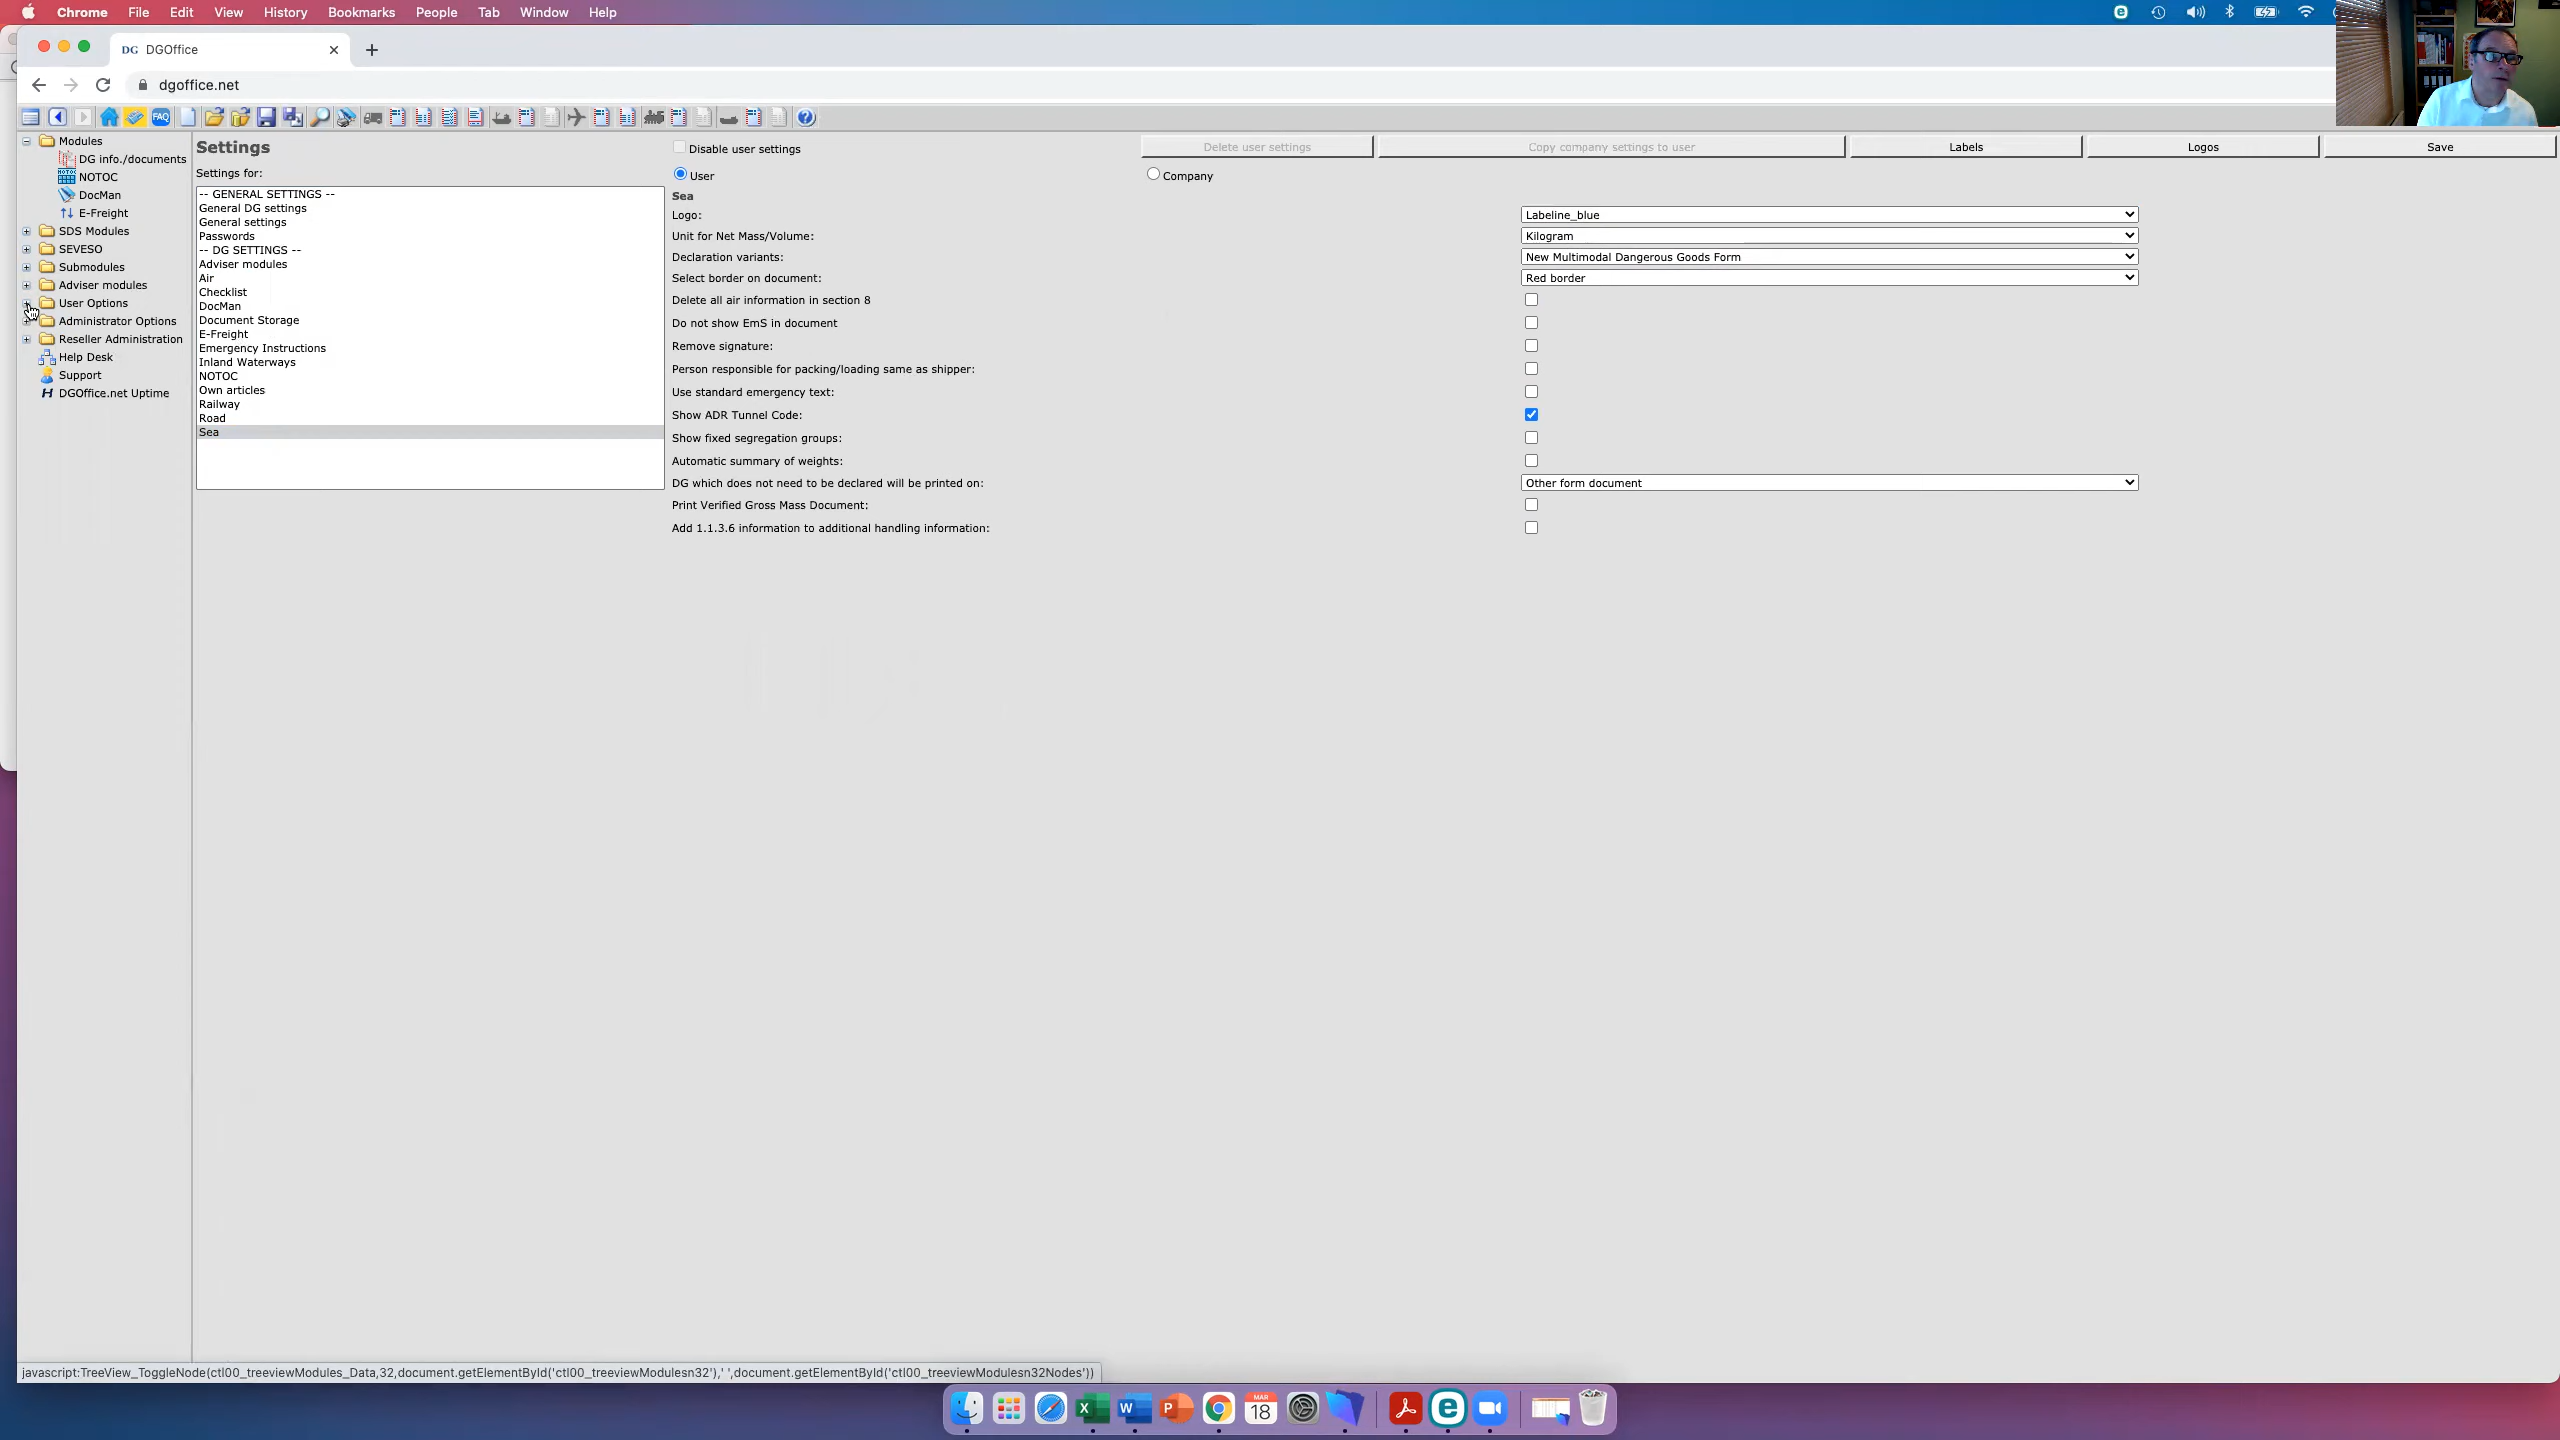 Chrome File Edit View History Bookmarks People Tab Window Help
DG DGOffice
dgoffice.net
FAQ
Modules
DG info./documents
NOTOC
DocMan
E-Freight
SDS Modules
SEVESO
Submodules
Adviser modules
User Options
Administrator Options
Reseller Administration
Help Desk
Support
DGOffice.net Uptime
Settings
Settings for:
-- GENERAL SETTINGS --
General DG settings
General settings
Passwords
-- DG SETTINGS --
Adviser modules
Air
Checklist
DocMan
Document Storage
E-Freight
Emergency Instructions
Inland Waterways
NOTOC
Own articles
Railway
Road
Sea
Disable user settings
Delete user settings
Copy company settings to user
Labels
Logos
Save
User
Company
Sea
Logo: Labeline_blue
Unit for Net Mass/Volume: Kilogram
Declaration variants: New Multimodal Dangerous Goods Form
Select border on document: Red border
Delete all air information in section 8
Do not show EmS in document
Remove signature:
Person responsible for packing/loading same as shipper:
Use standard emergency text:
Show ADR Tunnel Code:
Show fixed segregation groups:
Automatic summary of weights:
DG which does not need to be declared will be printed on: Other form document
Print Verified Gross Mass Document:
Add 1.1.3.6 information to additional handling information:
javascript:TreeView_ToggleNode(ctl00_treeviewModules_Data,32,document.getElementById('ctl00_treeviewModulesn32'),' ',document.getElementById('ctl00_treeviewModulesn32Nodes'))
MAR
18